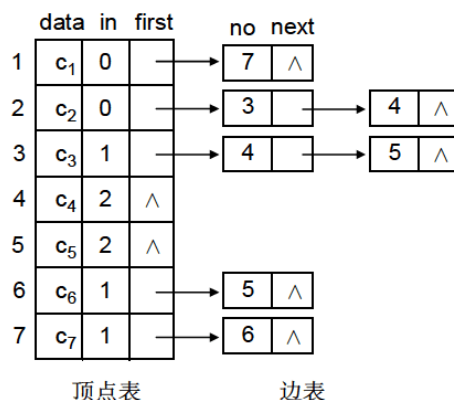 data in first no next
1 c₁ 0 7 ∧
2 c₂ 0 3 4 ∧
3 c₃ 1 4 5 ∧
4 c₄ 2 ∧
5 c₅ 2 ∧
6 c₆ 1 5 ∧
7 c₇ 1 6 ∧
顶点表 边表